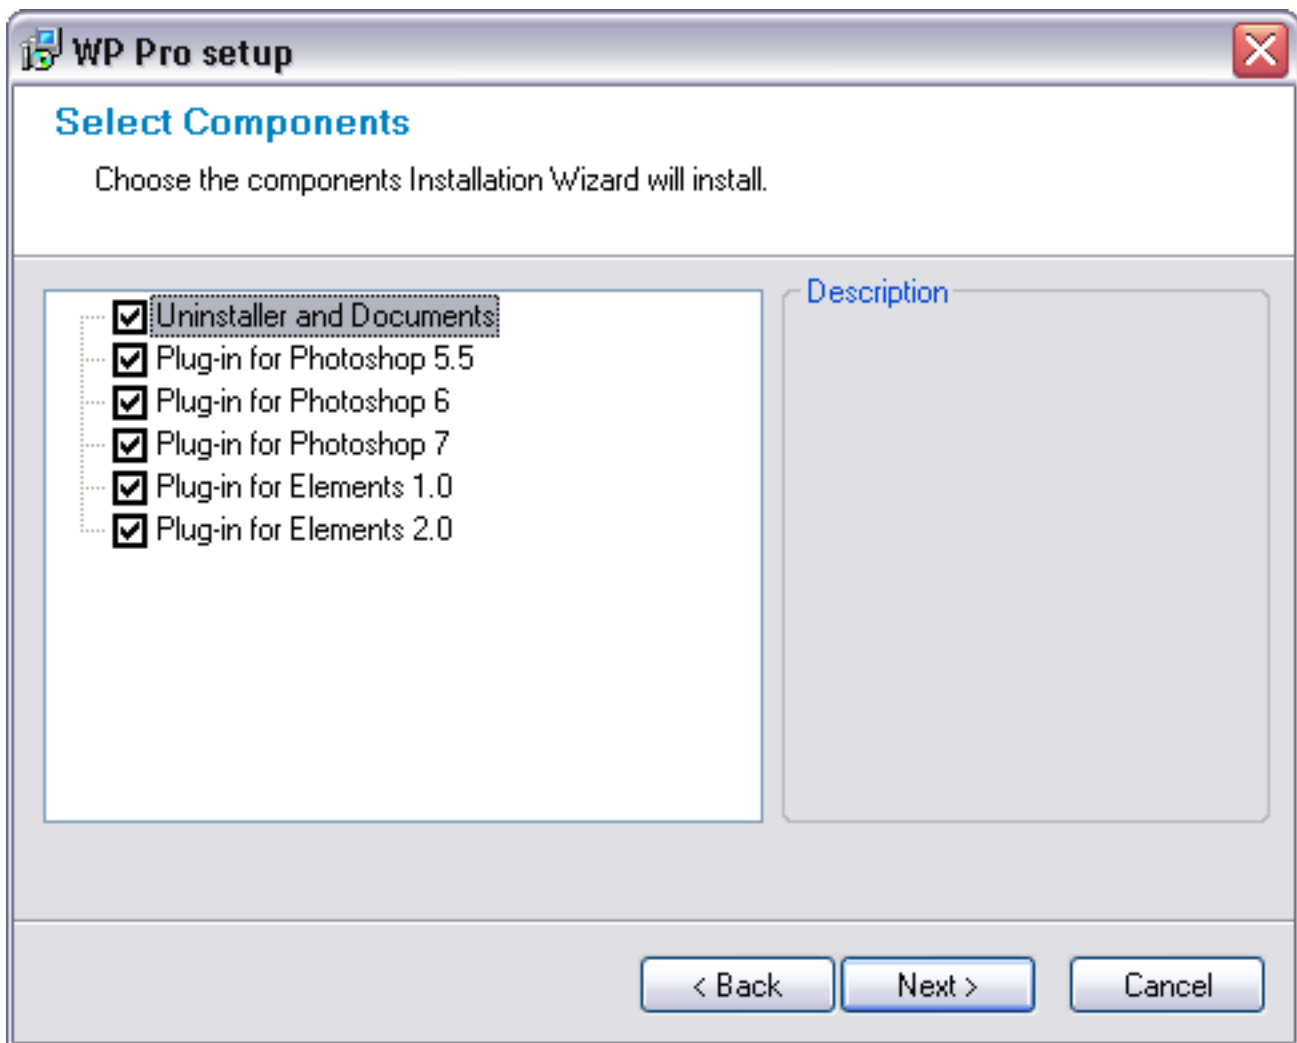 WP Pro setup
Select Components
Choose the components Installation Wizard will install.
Uninstaller and Documents
Plug-in for Photoshop 5.5
Plug-in for Photoshop 6
Plug-in for Photoshop 7
Plug-in for Elements 1.0
Plug-in for Elements 2.0
Description
< Back
Next >
Cancel